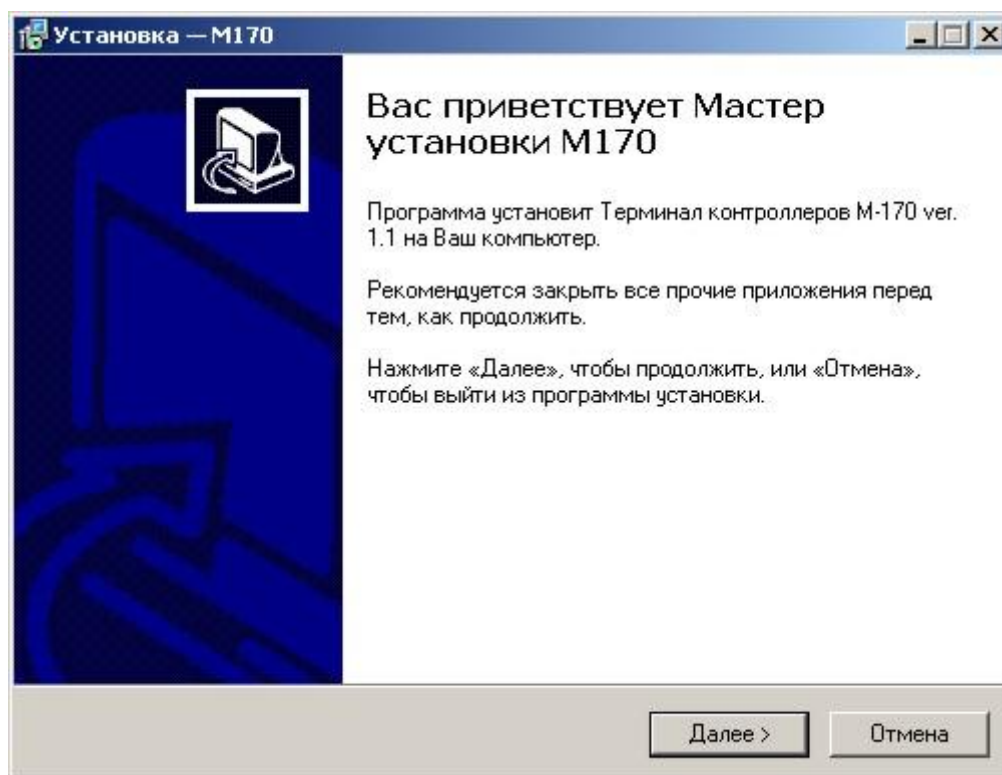 Установка — М170
Вас приветствует Мастер
установки М170
Программа установит Терминал контроллеров М-170 ver.
1.1 на Ваш компьютер.
Рекомендуется закрыть все прочие приложения перед
тем, как продолжить.
Нажмите «Далее», чтобы продолжить, или «Отмена»,
чтобы выйти из программы установки.
Далее >
Отмена